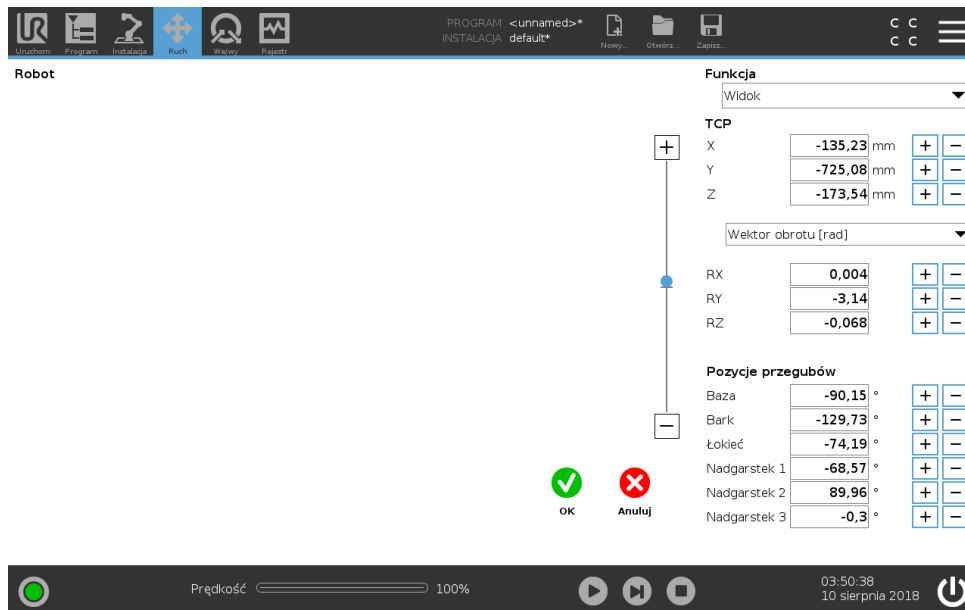 PROGRAM <unnamed>*
INSTALACJA default*
Uruchom Program Instalacja Ruch We/wy Rejestr
Nowy... Otwórz... Zapisz...
C C
C C
Robot
Funkcja
Widok
TCP
X -135,23 mm + −
Y -725,08 mm + −
Z -173,54 mm + −
Wektor obrotu [rad]
RX 0,004 + −
RY -3,14 + −
RZ -0,068 + −
Pozycje przegubów
Baza -90,15 ° + −
Bark -129,73 ° + −
Łokieć -74,19 ° + −
Nadgarstek 1 -68,57 ° + −
Nadgarstek 2 89,96 ° + −
Nadgarstek 3 -0,3 ° + −
OK Anuluj
Prędkość 100%
03:50:38
10 sierpnia 2018